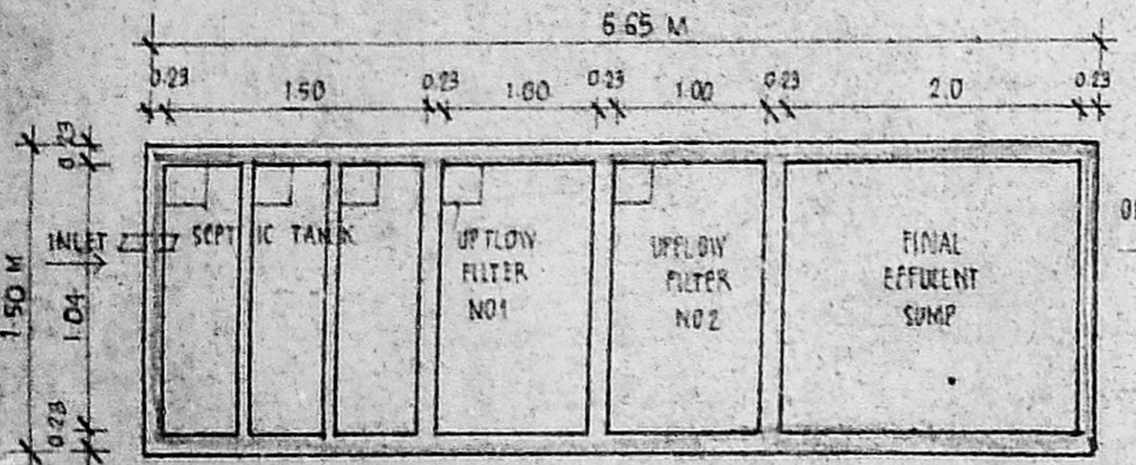 6.65 M
0.23 1.50 0.23 1.00 0.23 1.00 0.23 2.0 0.23
0.23
INLET
1.50 M
1.04
0.23
SEPTIC TANK
UPFLOW
FILTER
NO1
UPFLOW
FILTER
NO2
FINAL
EFFUCENT
SUMP